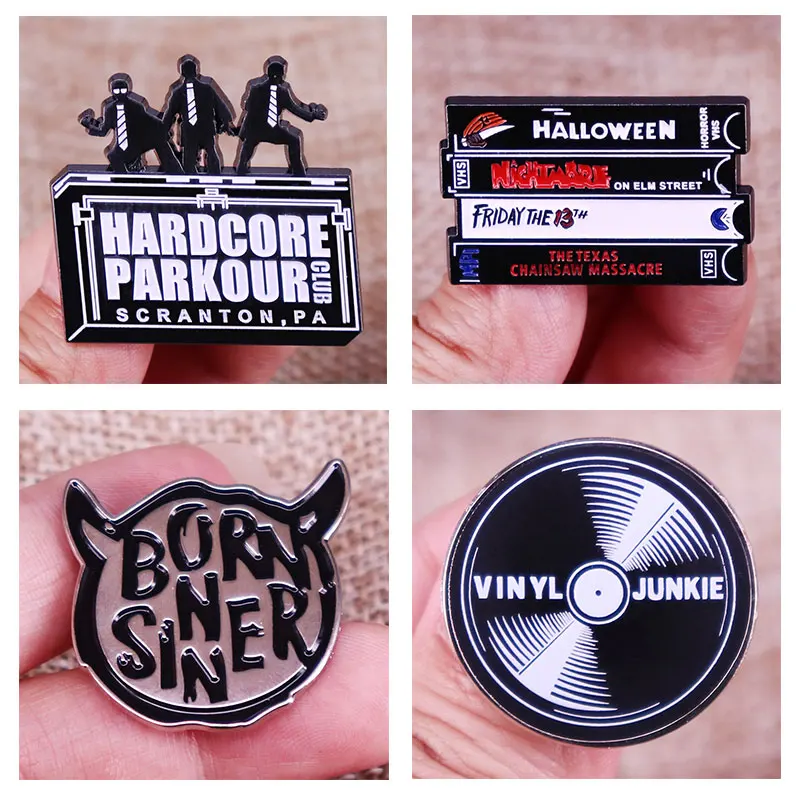 HARDCORE
PARKOUR CLUB
SCRANTON, PA
HALLOWEEN HORROR VHS
VHS NIGHTMARE ON ELM STREET
FRIDAY THE 13TH
THE TEXAS
CHAINSAW MASSACRE VHS
BORN
N
SINNER
N
VINYL JUNKIE